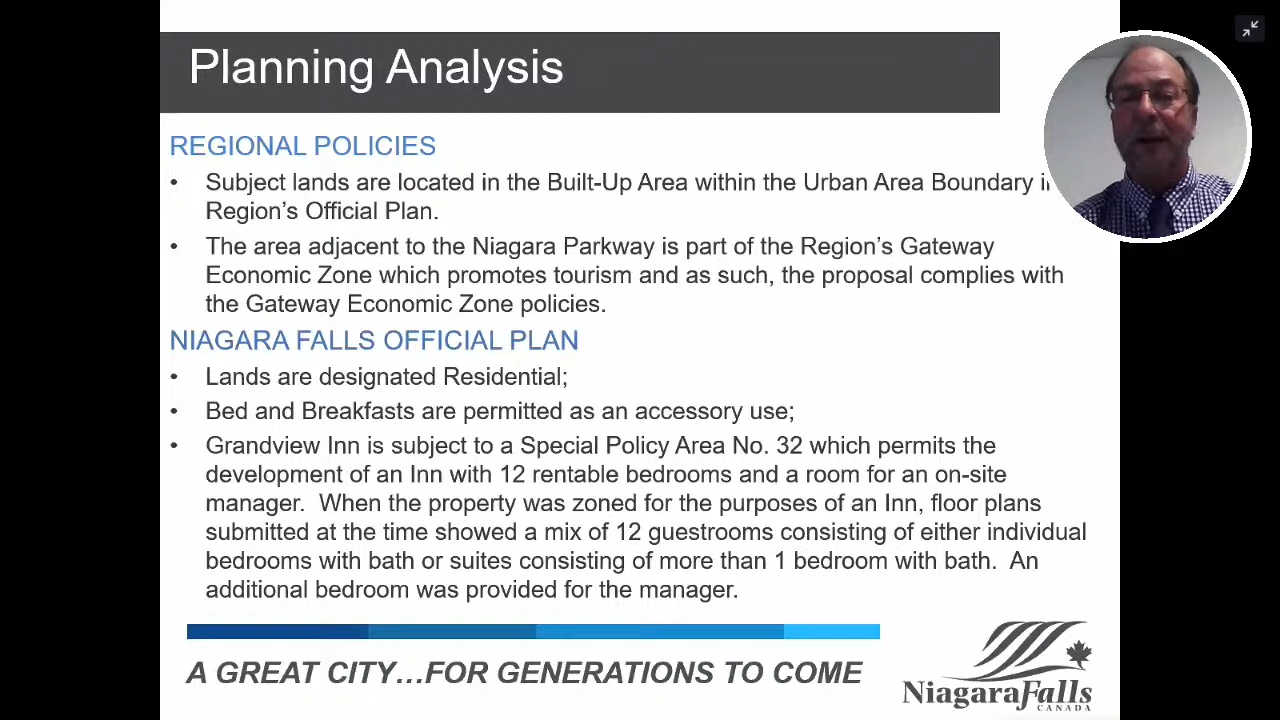 Planning Analysis
REGIONAL POLICIES
• Subject lands are located in the Built-Up Area within the Urban Area Boundary
Region's Official Plan.
• The area adjacent to the Niagara Parkway is part of the Region's Gateway
Economic Zone which promotes tourism and as such, the proposal complies with
the Gateway Economic Zone policies.
NIAGARA FALLS OFFICIAL PLAN
• Lands are designated Residential;
• Bed and Breakfasts are permitted as an accessory use;
• Grandview Inn is subject to a Special Policy Area No. 32 which permits the
development of an Inn with 12 rentable bedrooms and a room for an on-site
manager. When the property was zoned for the purposes of an Inn, floor plans
submitted at the time showed a mix of 12 guestrooms consisting of either individual
bedrooms with bath or suites consisting of more than 1 bedroom with bath. An
additional bedroom was provided for the manager.
A GREAT CITY…FOR GENERATIONS TO COME
NiagaraFalls
CANADA